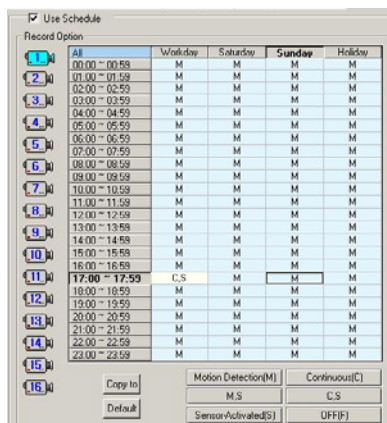 Use Schedule
Record Option
All Workday Saturday Sunday Holiday
1 00:00 ~ 00:59 M M M M
01:00 ~ 01:59 M M M M
2 02:00 ~ 02:59 M M M M
3 03:00 ~ 03:59 M M M M
04:00 ~ 04:59 M M M M
4 05:00 ~ 05:59 M M M M
5 06:00 ~ 06:59 M M M M
07:00 ~ 07:59 M M M M
6 08:00 ~ 08:59 M M M M
09:00 ~ 09:59 M M M M
7 10:00 ~ 10:59 M M M M
11:00 ~ 11:59 M M M M
8 12:00 ~ 12:59 M M M M
9 13:00 ~ 13:59 M M M M
14:00 ~ 14:59 M M M M
10 15:00 ~ 15:59 M M M M
16:00 ~ 16:59 M M M M
11 17:00 ~ 17:59 C,S M M M
12 18:00 ~ 18:59 M M M M
19:00 ~ 19:59 M M M M
13 20:00 ~ 20:59 M M M M
21:00 ~ 21:59 M M M M
14 22:00 ~ 22:59 M M M M
23:00 ~ 23:59 M M M M
15
16
Copy to Motion Detection(M) Continuous(C)
M,S C,S
Default Sensor-Activated(S) OFF(F)